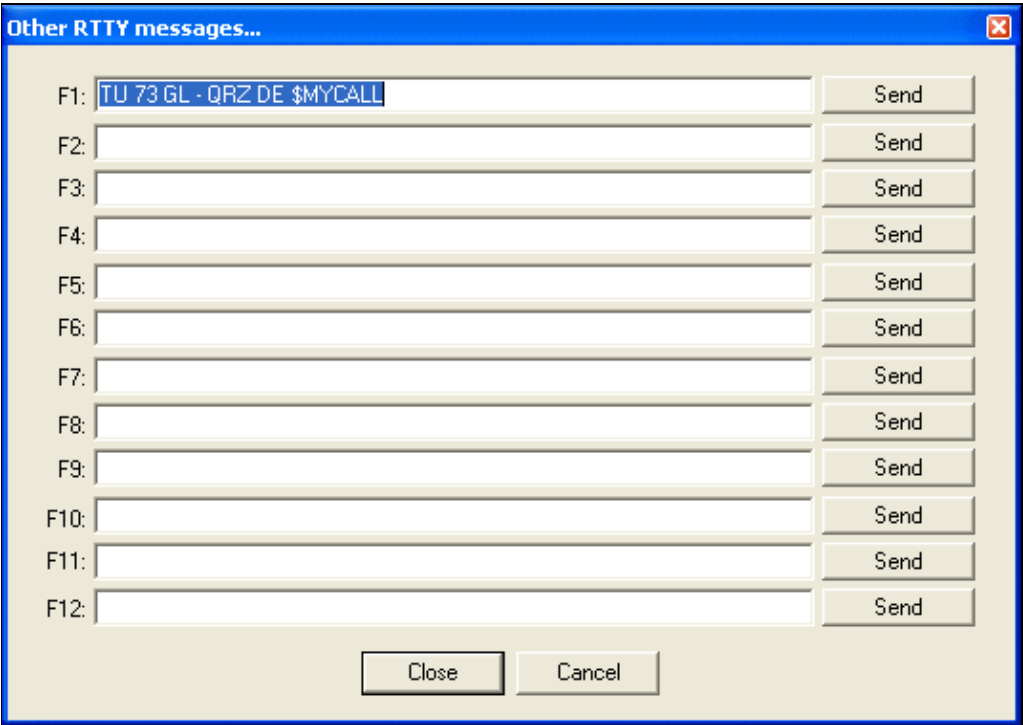 Other RTTY messages...
F1: TU 73 GL - QRZ DE $MYCALL Send
F2: Send
F3: Send
F4: Send
F5: Send
F6: Send
F7: Send
F8: Send
F9: Send
F10: Send
F11: Send
F12: Send
Close Cancel